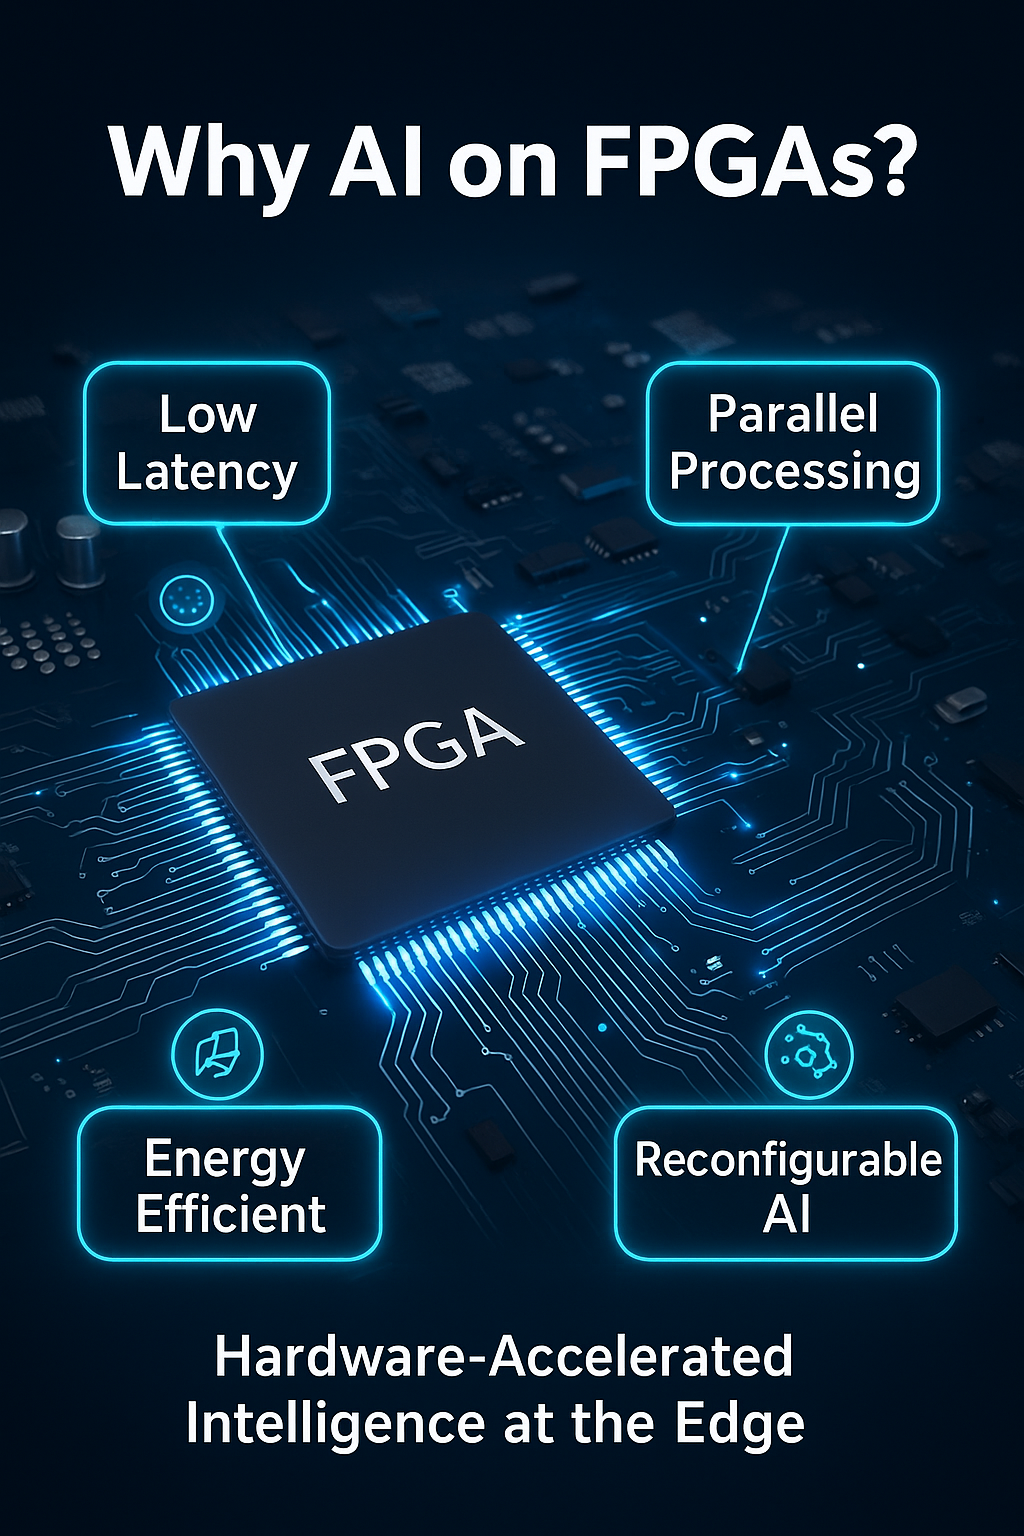 Why AI on FPGAs?
Low
Latency
Parallel
Processing
FPGA
Energy
Efficient
Reconfigurable
AI
Hardware-Accelerated
Intelligence at the Edge